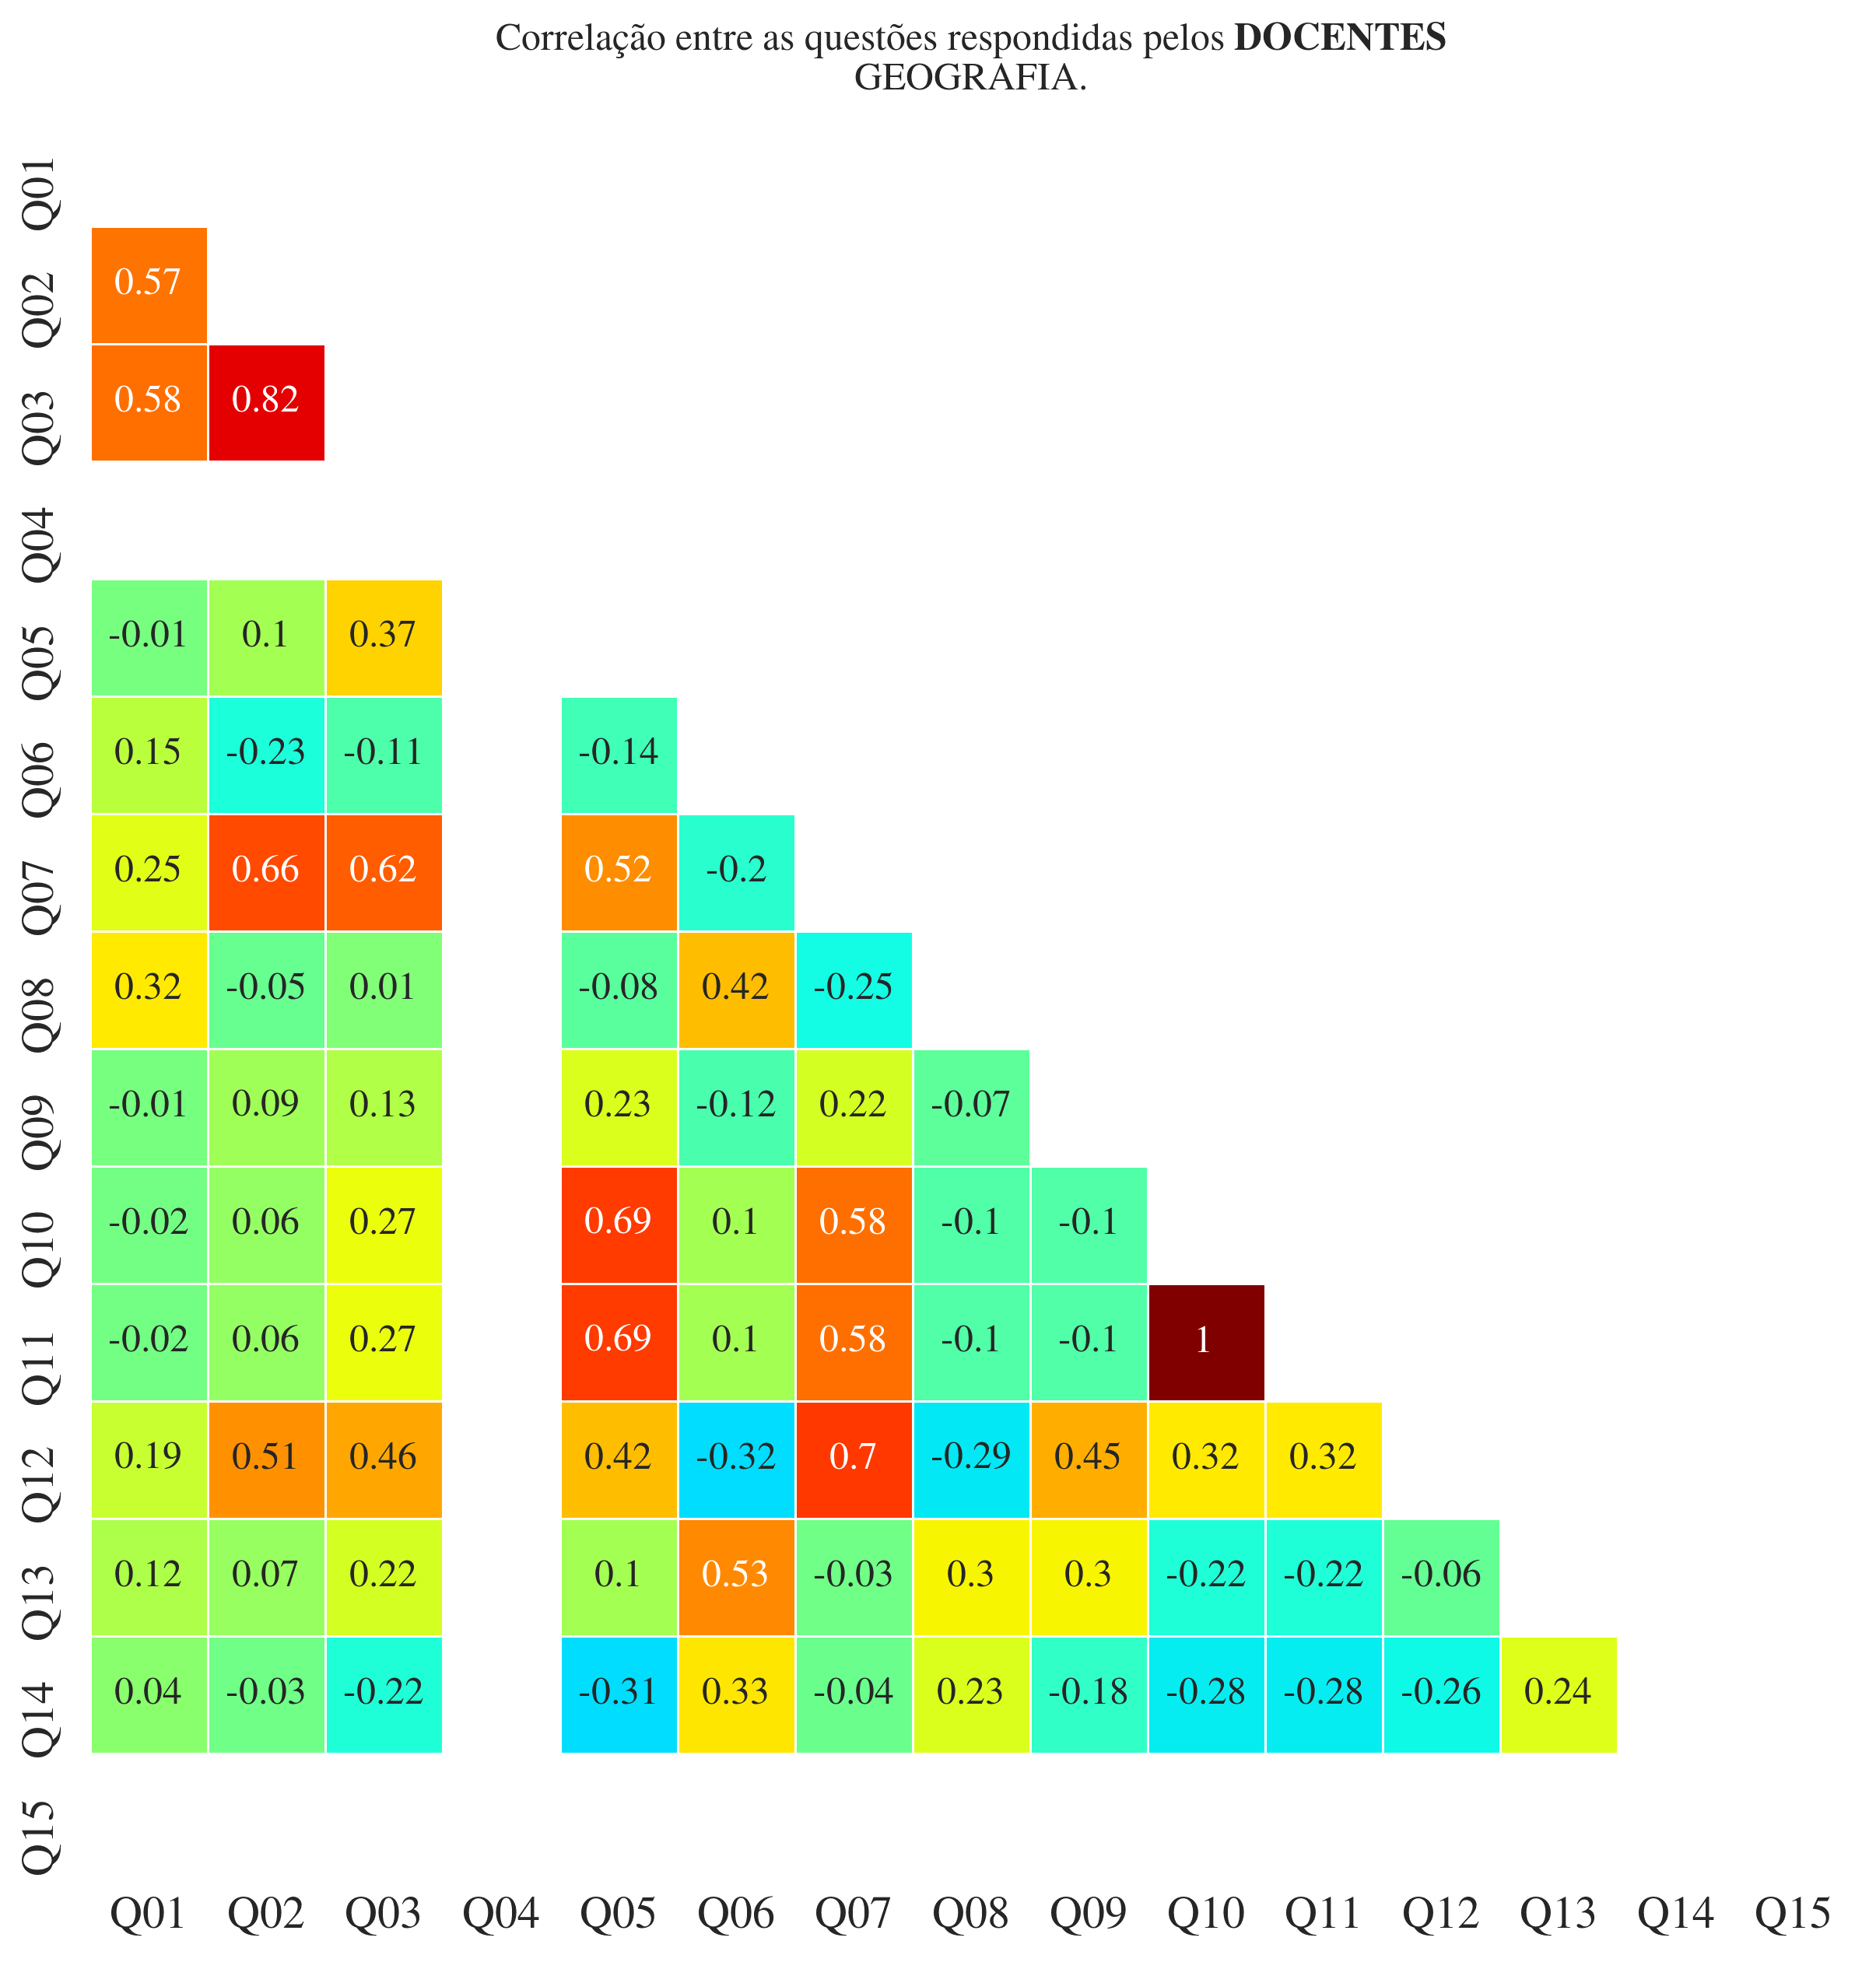 Correlação entre as questões respondidas pelos DOCENTES
GEOGRAFIA.
Q01
Q02 0.57
Q03 0.58 0.82
Q04
Q05 -0.01 0.1 0.37
Q06 0.15 -0.23 -0.11 -0.14
Q07 0.25 0.66 0.62 0.52 -0.2
Q08 0.32 -0.05 0.01 -0.08 0.42 -0.25
Q09 -0.01 0.09 0.13 0.23 -0.12 0.22 -0.07
Q10 -0.02 0.06 0.27 0.69 0.1 0.58 -0.1 -0.1
Q11 -0.02 0.06 0.27 0.69 0.1 0.58 -0.1 -0.1 1
Q12 0.19 0.51 0.46 0.42 -0.32 0.7 -0.29 0.45 0.32 0.32
Q13 0.12 0.07 0.22 0.1 0.53 -0.03 0.3 0.3 -0.22 -0.22 -0.06
Q14 0.04 -0.03 -0.22 -0.31 0.33 -0.04 0.23 -0.18 -0.28 -0.28 -0.26 0.24
Q15
Q01 Q02 Q03 Q04 Q05 Q06 Q07 Q08 Q09 Q10 Q11 Q12 Q13 Q14 Q15